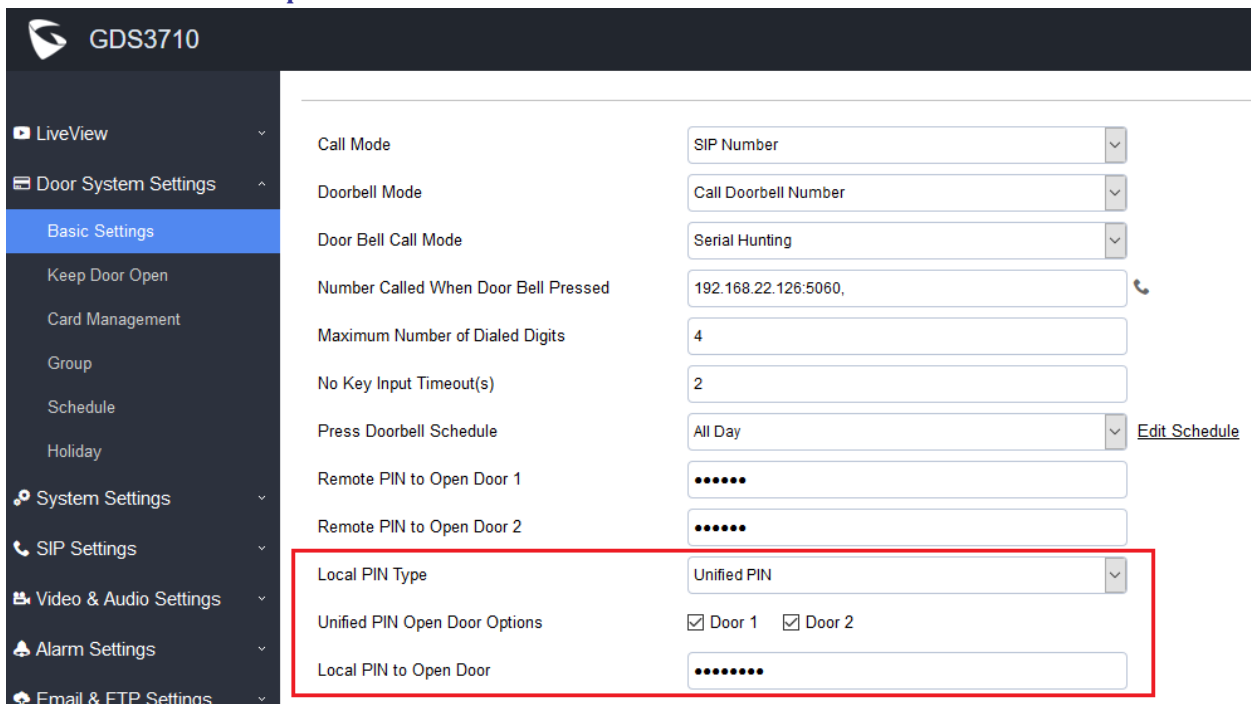 GDS3710
LiveView
Door System Settings
Basic Settings
Keep Door Open
Card Management
Group
Schedule
Holiday
System Settings
SIP Settings
Video & Audio Settings
Alarm Settings
Email & FTP Settings
Call Mode SIP Number
Doorbell Mode Call Doorbell Number
Door Bell Call Mode Serial Hunting
Number Called When Door Bell Pressed 192.168.22.126:5060,
Maximum Number of Dialed Digits 4
No Key Input Timeout(s) 2
Press Doorbell Schedule All Day Edit Schedule
Remote PIN to Open Door 1 ••••••
Remote PIN to Open Door 2 ••••••
Local PIN Type Unified PIN
Unified PIN Open Door Options Door 1 Door 2
Local PIN to Open Door ••••••••